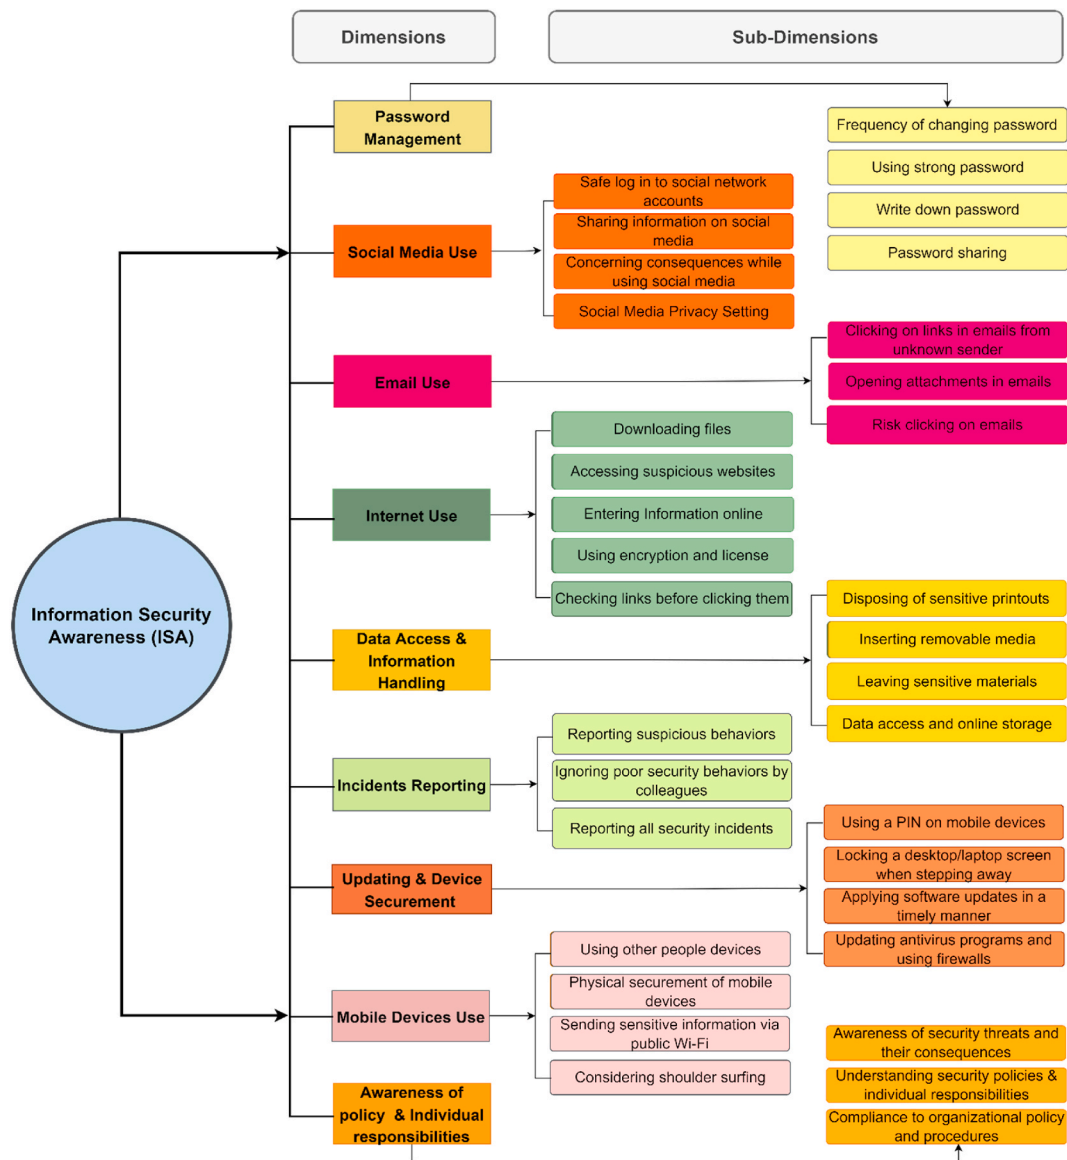 Dimensions
Sub-Dimensions
Password
Management
Frequency of changing password
Using strong password
Write down password
Password sharing
Social Media Use
Safe log in to social network
accounts
Sharing information on social
media
Concerning consequences while
using social media
Social Media Privacy Setting
Email Use
Clicking on links in emails from
unknown sender
Opening attachments in emails
Risk clicking on emails
Internet Use
Downloading files
Accessing suspicious websites
Entering Information online
Using encryption and license
Checking links before clicking them
Information Security
Awareness (ISA)
Data Access &
Information
Handling
Disposing of sensitive printouts
Inserting removable media
Leaving sensitive materials
Data access and online storage
Incidents Reporting
Reporting suspicious behaviors
Ignoring poor security behaviors by
colleagues
Reporting all security incidents
Updating & Device
Securement
Using a PIN on mobile devices
Locking a desktop/laptop screen
when stepping away
Applying software updates in a
timely manner
Updating antivirus programs and
using firewalls
Mobile Devices Use
Using other people devices
Physical securement of mobile
devices
Sending sensitive information via
public Wi-Fi
Considering shoulder surfing
Awareness of
policy & Individual
responsibilities
Awareness of security threats and
their consequences
Understanding security policies &
individual responsibilities
Compliance to organizational policy
and procedures